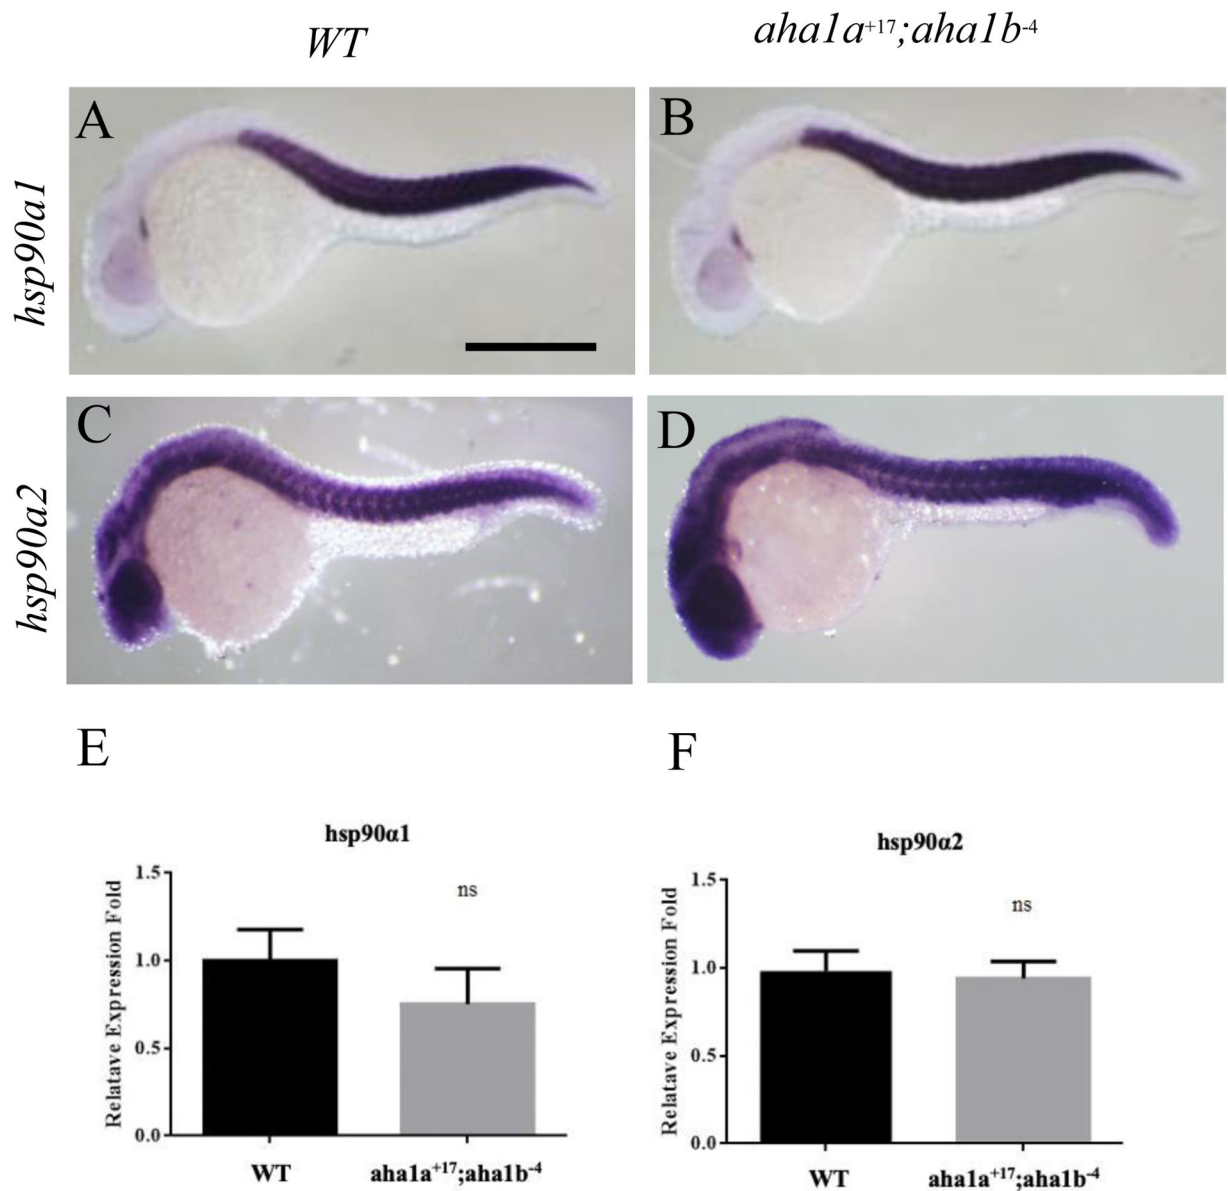 WT
aha1a+17;aha1b-4
hsp90a1
A
B
hsp90a2
C
D
E
F
hsp90α1
Relatave Expression Fold
1.5
1.0
0.5
0.0
ns
WT
aha1a+17;aha1b-4
hsp90α2
Relatave Expression Fold
1.5
1.0
0.5
0.0
ns
WT
aha1a+17;aha1b-4